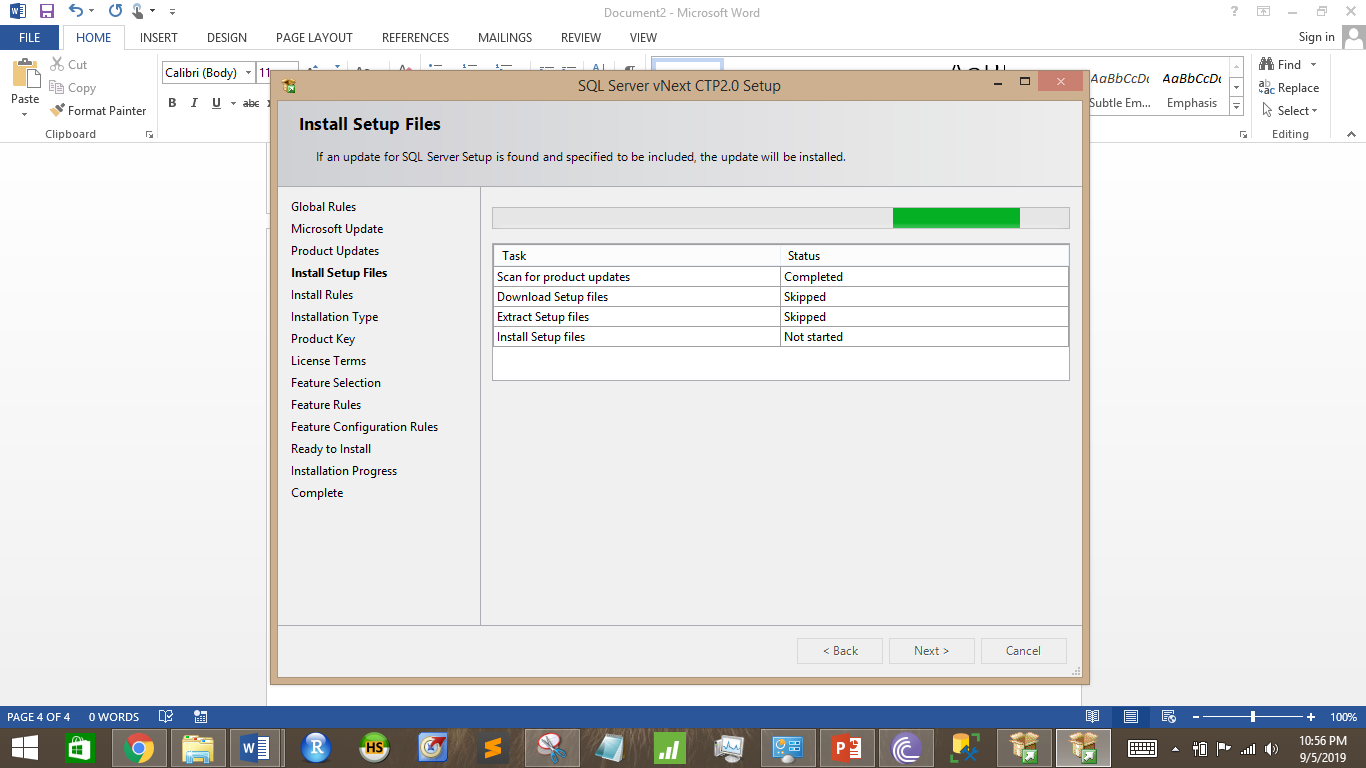 Document2 - Microsoft Word
FILE HOME INSERT DESIGN PAGE LAYOUT REFERENCES MAILINGS REVIEW VIEW Sign in
Paste
Cut
Copy
Format Painter
Clipboard
Calibri (Body) 11
B I U abc
AaBbCcDc AaBbCcDc
Subtle Em... Emphasis
Find
Replace
Select
Editing
SQL Server vNext CTP2.0 Setup
Install Setup Files
If an update for SQL Server Setup is found and specified to be included, the update will be installed.
Global Rules
Microsoft Update
Product Updates
Install Setup Files
Install Rules
Installation Type
Product Key
License Terms
Feature Selection
Feature Rules
Feature Configuration Rules
Ready to Install
Installation Progress
Complete
Task Status
Scan for product updates Completed
Download Setup files Skipped
Extract Setup files Skipped
Install Setup files Not started
< Back Next > Cancel
PAGE 4 OF 4 0 WORDS 100%
R HS S
10:56 PM
9/5/2019